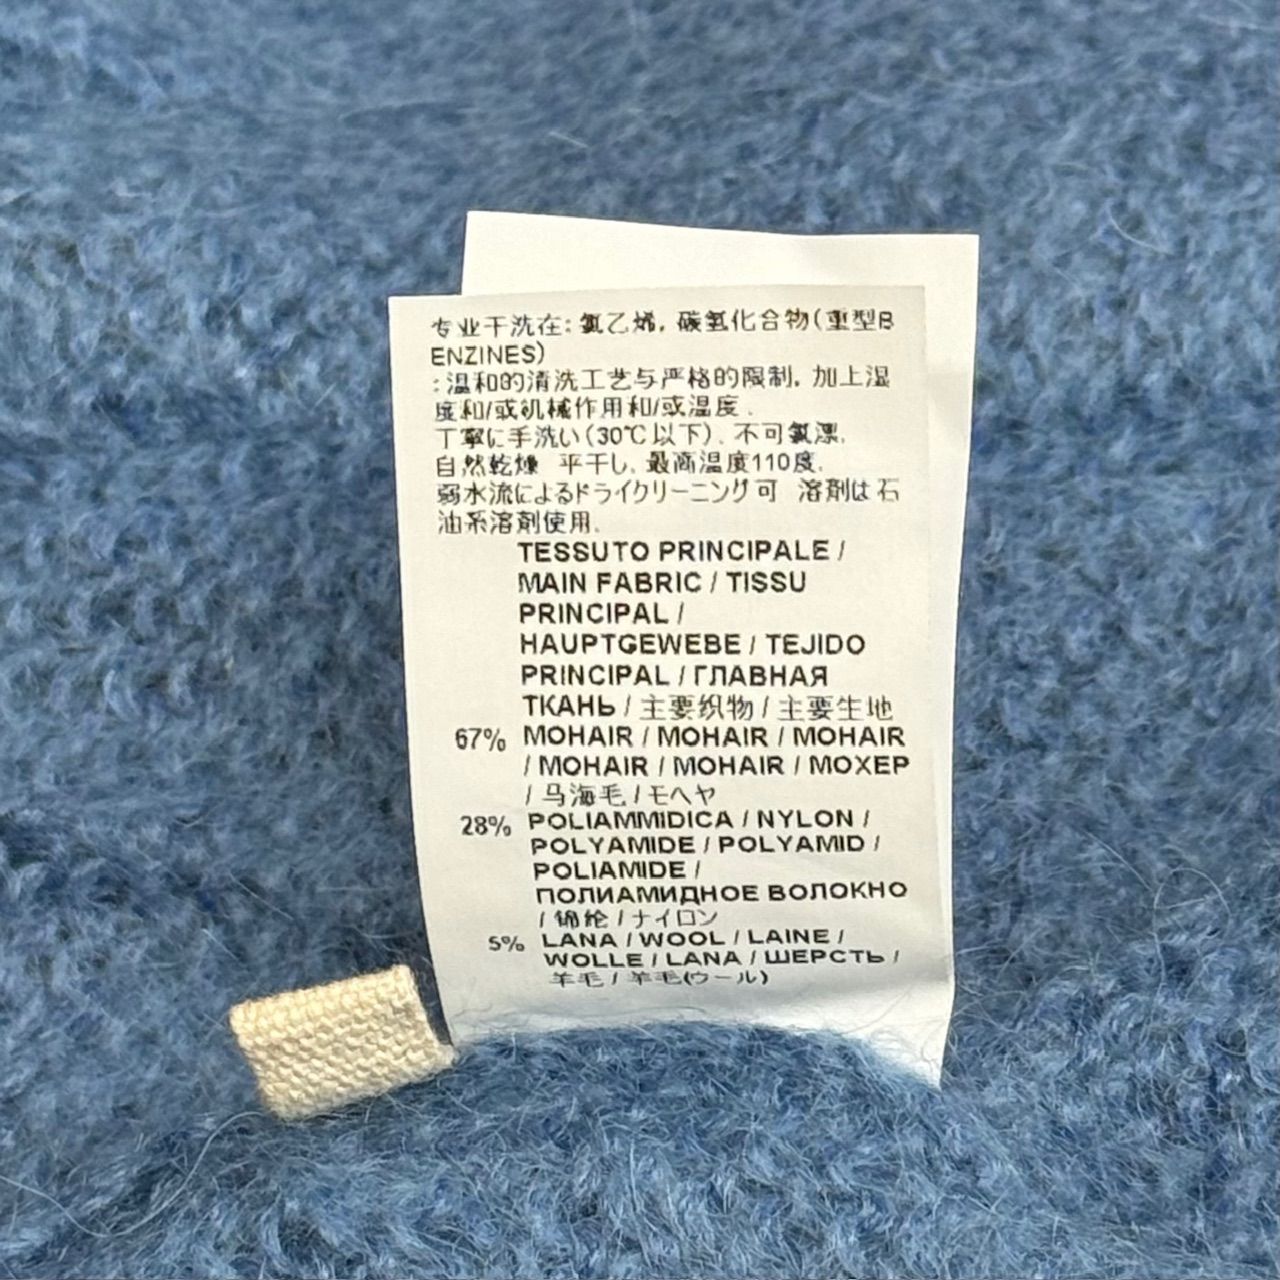 专业干洗在: 氯乙烯, 碳氢化合物(重型B
ENZINES)
:温和的清洗工艺与严格的限制, 加上湿
度和/或机械作用和/或温度.
丁寧に手洗い(30℃以下)、不可氯漂,
自然乾燥 平干し, 最高温度110度,
弱水流によるドライクリーニング可 溶剤は石
油系溶剤使用,
TESSUTO PRINCIPALE /
MAIN FABRIC / TISSU
PRINCIPAL /
HAUPTGEWEBE / TEJIDO
PRINCIPAL / ГЛАВНАЯ
ТКАНЬ / 主要织物 / 主要生地
67% MOHAIR / MOHAIR / MOHAIR
/ MOHAIR / MOHAIR / МОХЕР
/ 马海毛 / モヘヤ
28% POLIAMMIDICA / NYLON /
POLYAMIDE / POLYAMID /
POLIAMIDE /
ПОЛИАМИДНОЕ ВОЛОКНО
/ 锦纶 / ナイロン
5% LANA / WOOL / LAINE /
WOLLE / LANA / ШЕРСТЬ /
羊毛 / 羊毛(ウール)